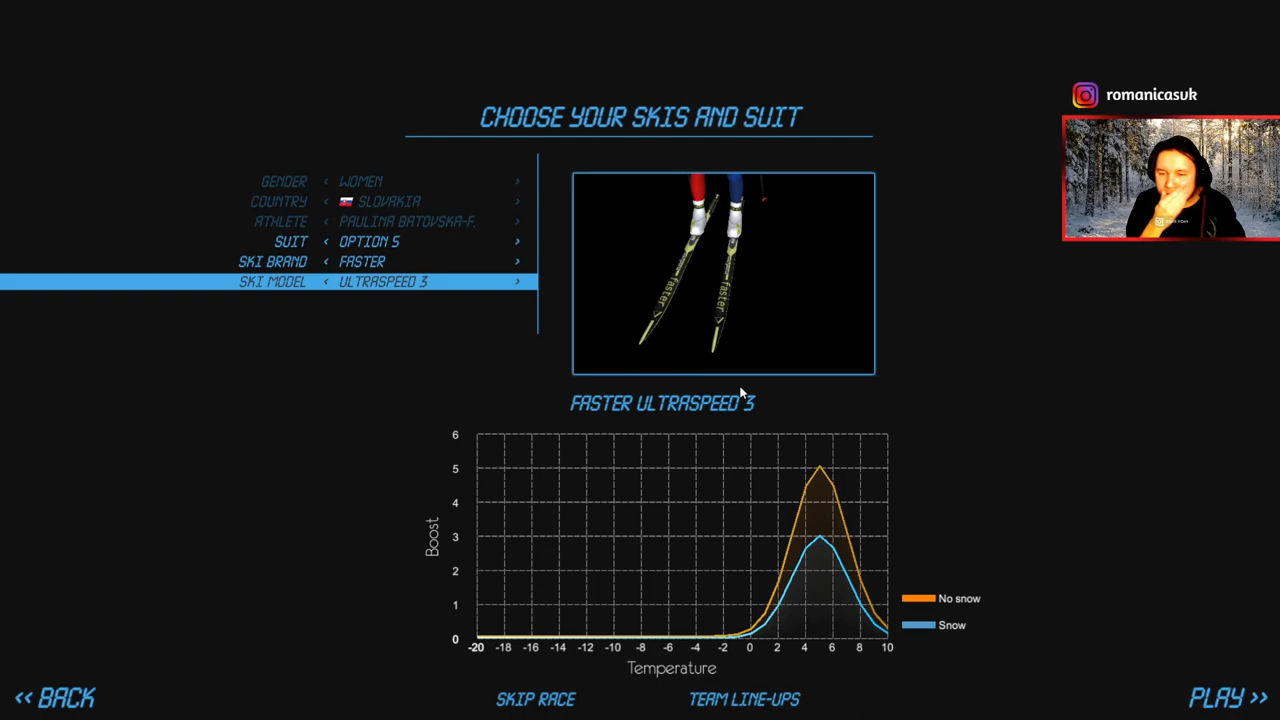 romanicasuk
CHOOSE YOUR SKIS AND SUIT
GENDER < WOMEN >
COUNTRY < SLOVAKIA >
ATHLETE < PAULINA BATOVSKA-F. >
SUIT < OPTION 5 >
SKI BRAND < FASTER >
SKI MODEL < ULTRASPEED 3 >
faster faster
FASTER ULTRASPEED 3
6
5
4
3
2
1
0
Boost
-20 -18 -16 -14 -12 -10 -8 -6 -4 -2 0 2 4 6 8 10
Temperature
No snow
Snow
<< BACK
SKIP RACE
TEAM LINE-UPS
PLAY >>